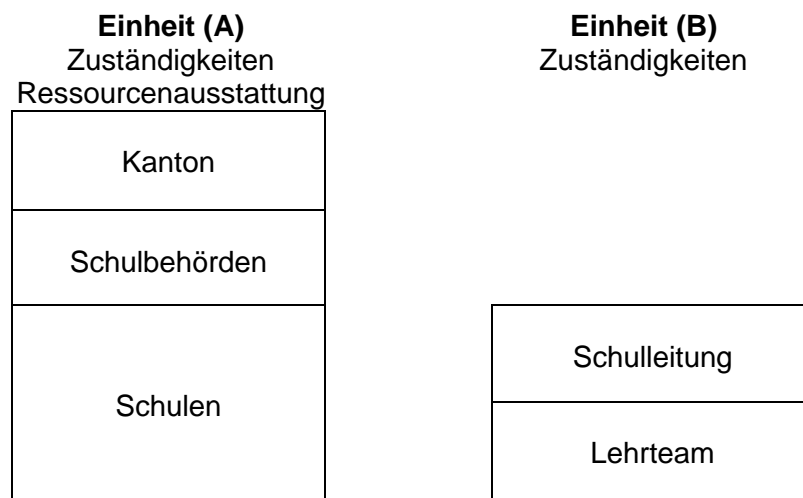 Einheit (A)
Zuständigkeiten
Ressourcenausstattung
Kanton
Schulbehörden
Schulen
Einheit (B)
Zuständigkeiten
Schulleitung
Lehrteam